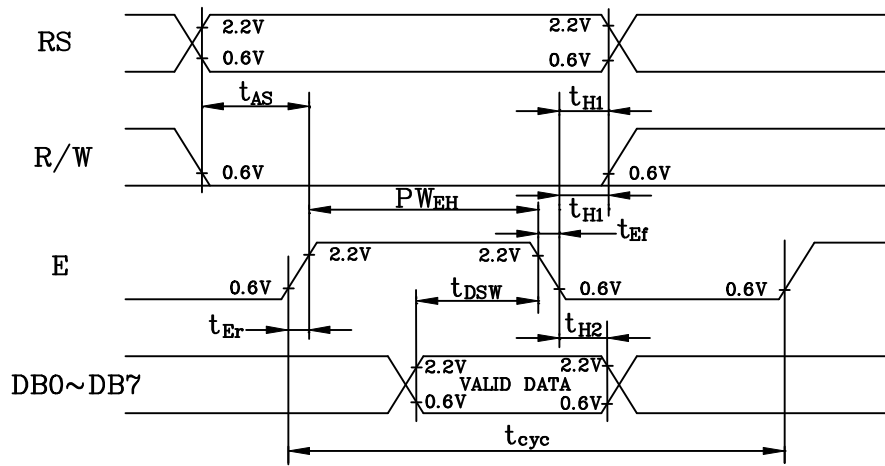 RS 2.2V 2.2V
0.6V 0.6V
tAS tH1
R/W 0.6V 0.6V
PWEH tH1
tEf
E 2.2V 2.2V
0.6V 0.6V 0.6V
tDSW
tEr tH2
DB0~DB7 2.2V VALID DATA 2.2V
0.6V 0.6V
tcyc